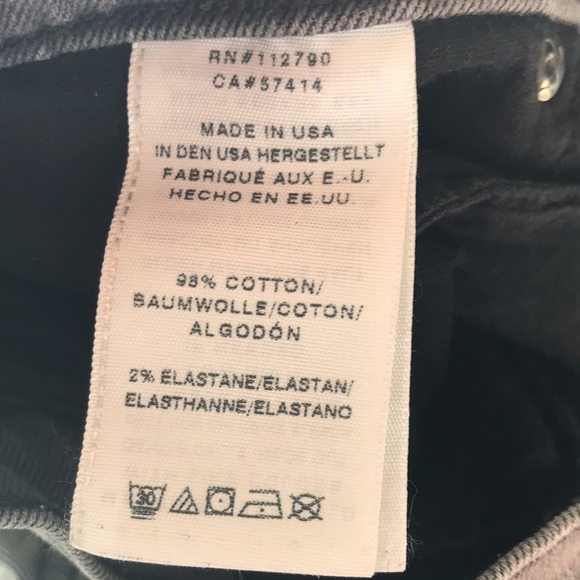 RN#112790
CA#57414
MADE IN USA
IN DEN USA HERGESTELLT
FABRIQUÉ AUX E.-U.
HECHO EN EE.UU.
98% COTTON/
BAUMWOLLE/COTON/
ALGODÓN
2% ELASTANE/ELASTAN/
ELASTHANNE/ELASTANO
30